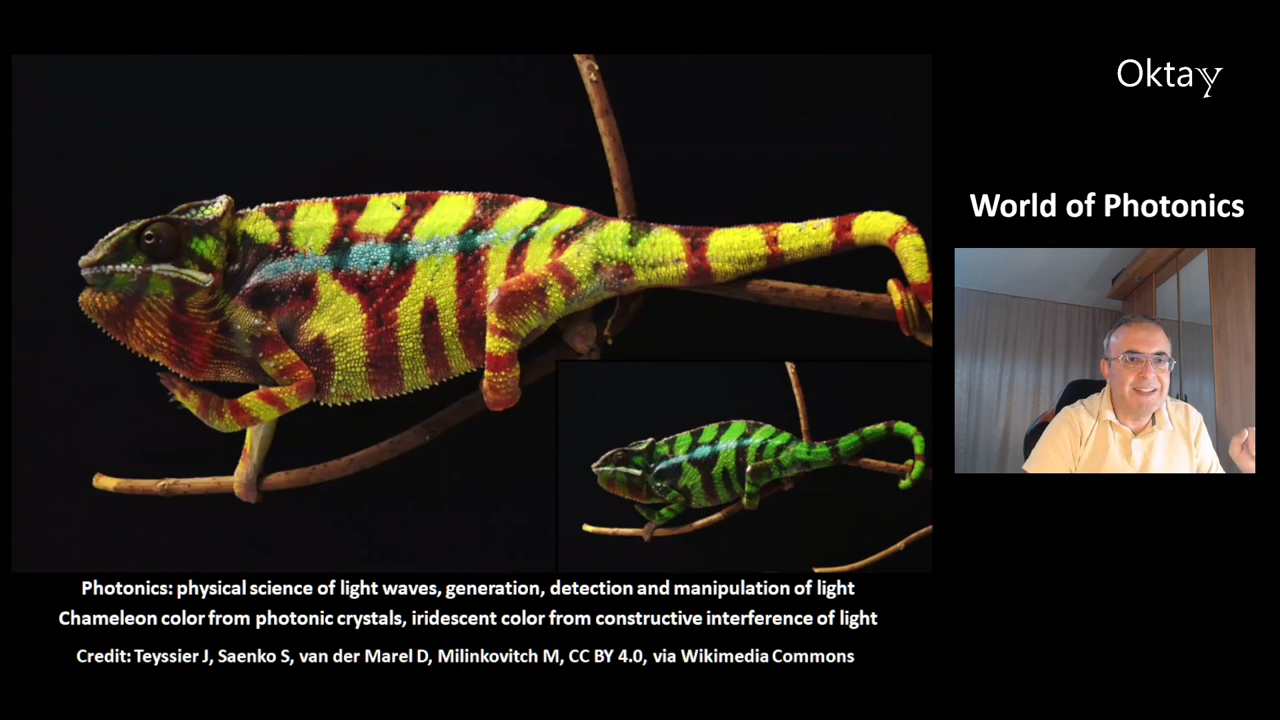 Oktay
World of Photonics
Photonics: physical science of light waves, generation, detection and manipulation of light
Chameleon color from photonic crystals, iridescent color from constructive interference of light
Credit: Teyssier J, Saenko S, van der Marel D, Milinkovitch M, CC BY 4.0, via Wikimedia Commons